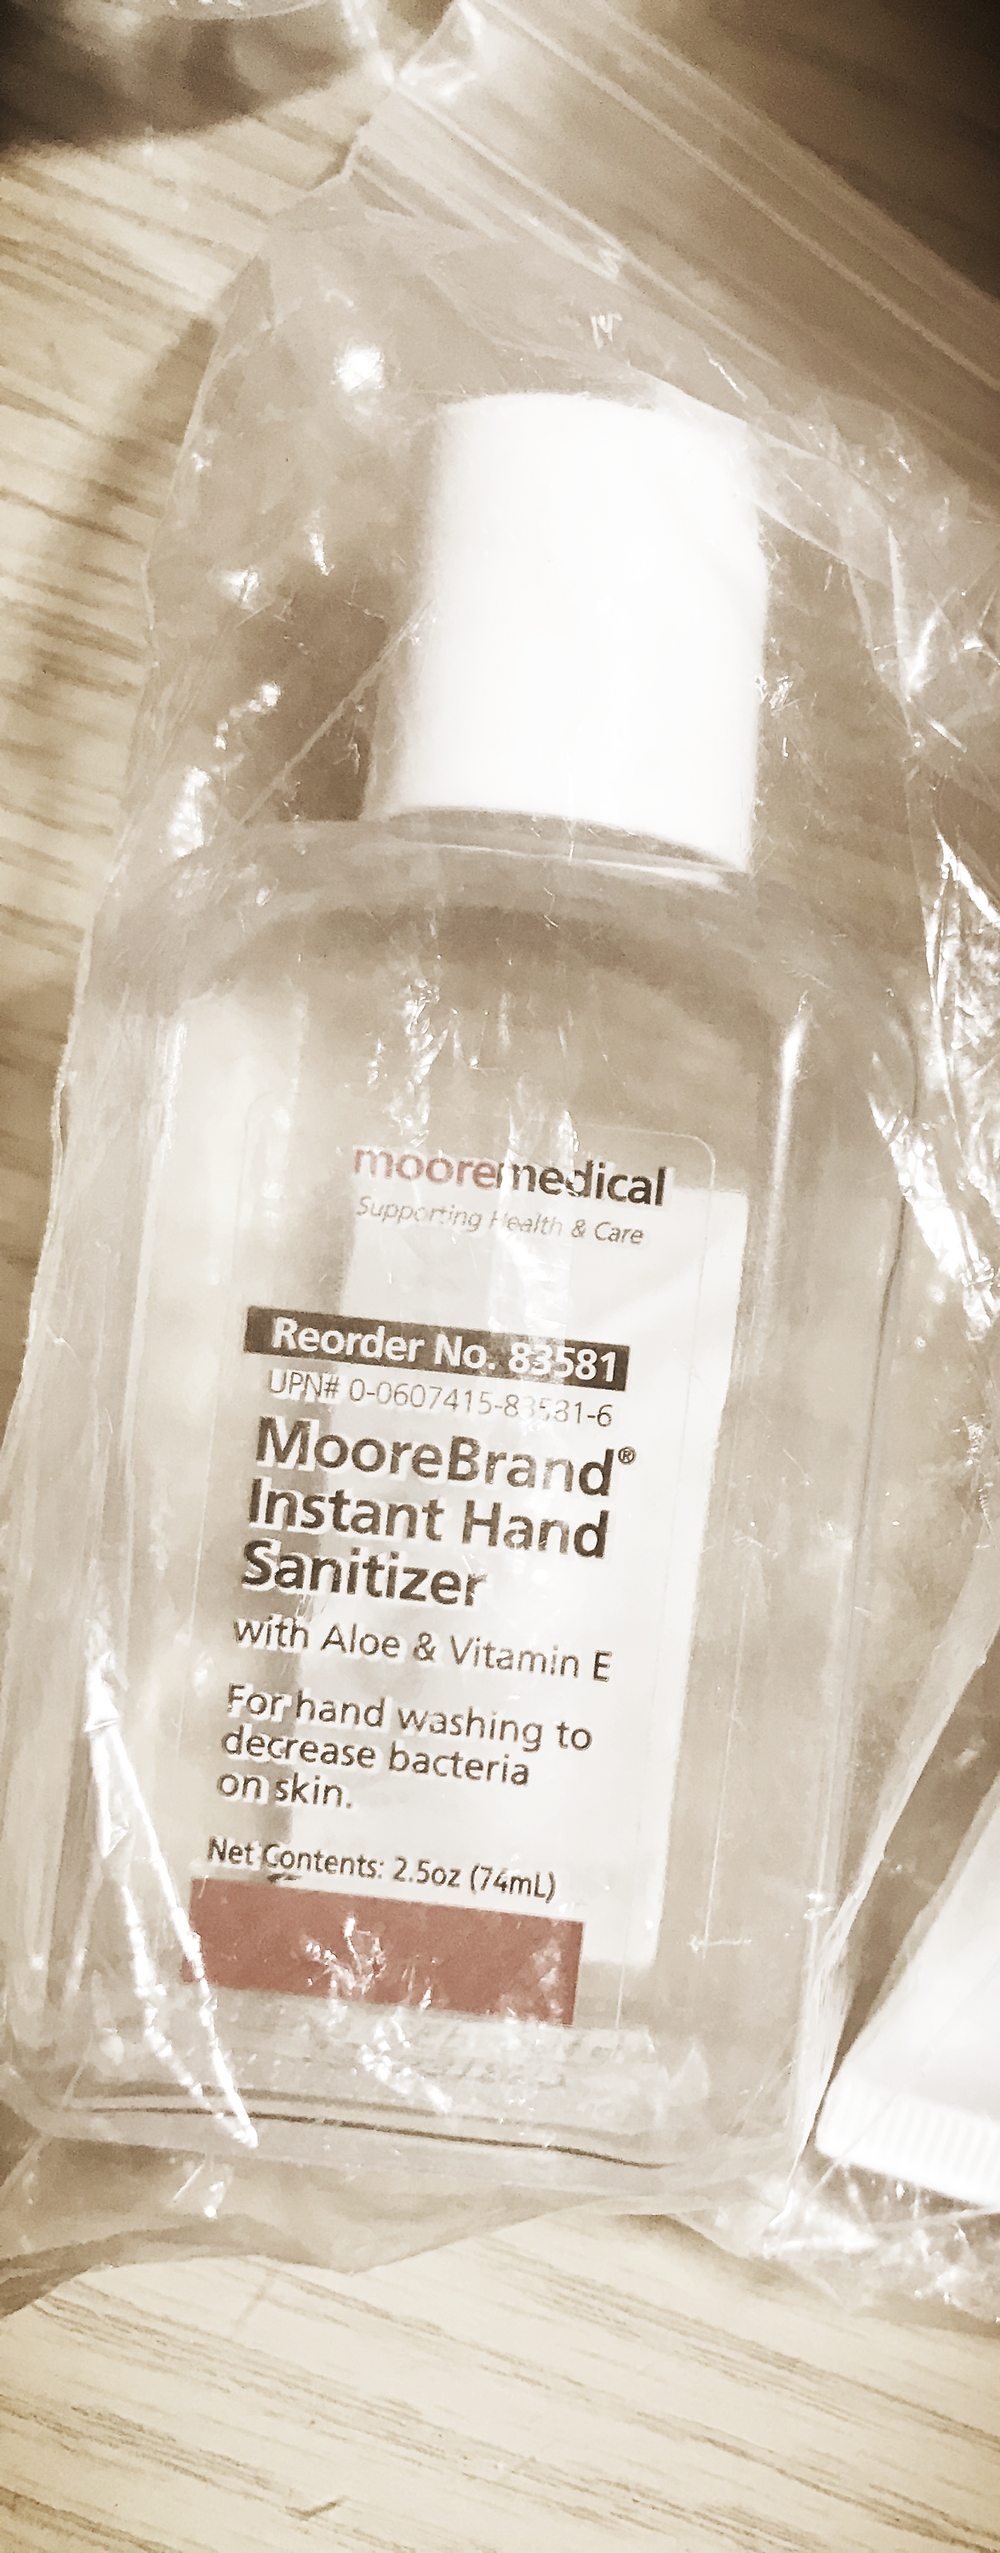 mooremedical
Supporting Health & Care
Reorder No. 83581
UPN# 0-0607415-83581-6
MooreBrand®
Instant Hand
Sanitizer
with Aloe & Vitamin E
For hand washing to
decrease bacteria
on skin.
Net Contents: 2.5oz (74mL)